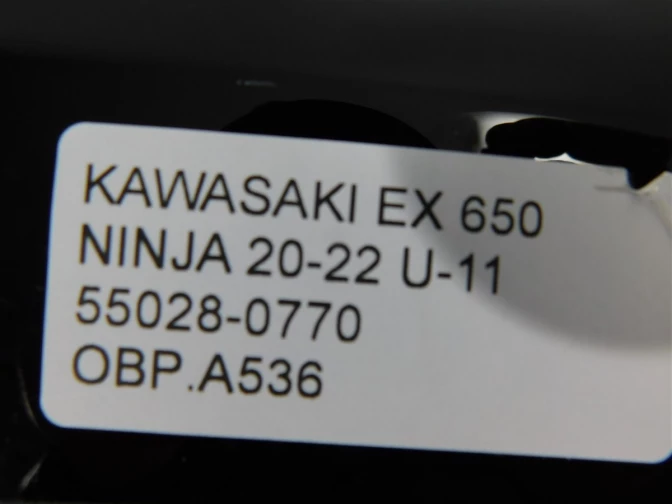 KAWASAKI EX 650
NINJA 20-22 U-11
55028-0770
OBP.A536